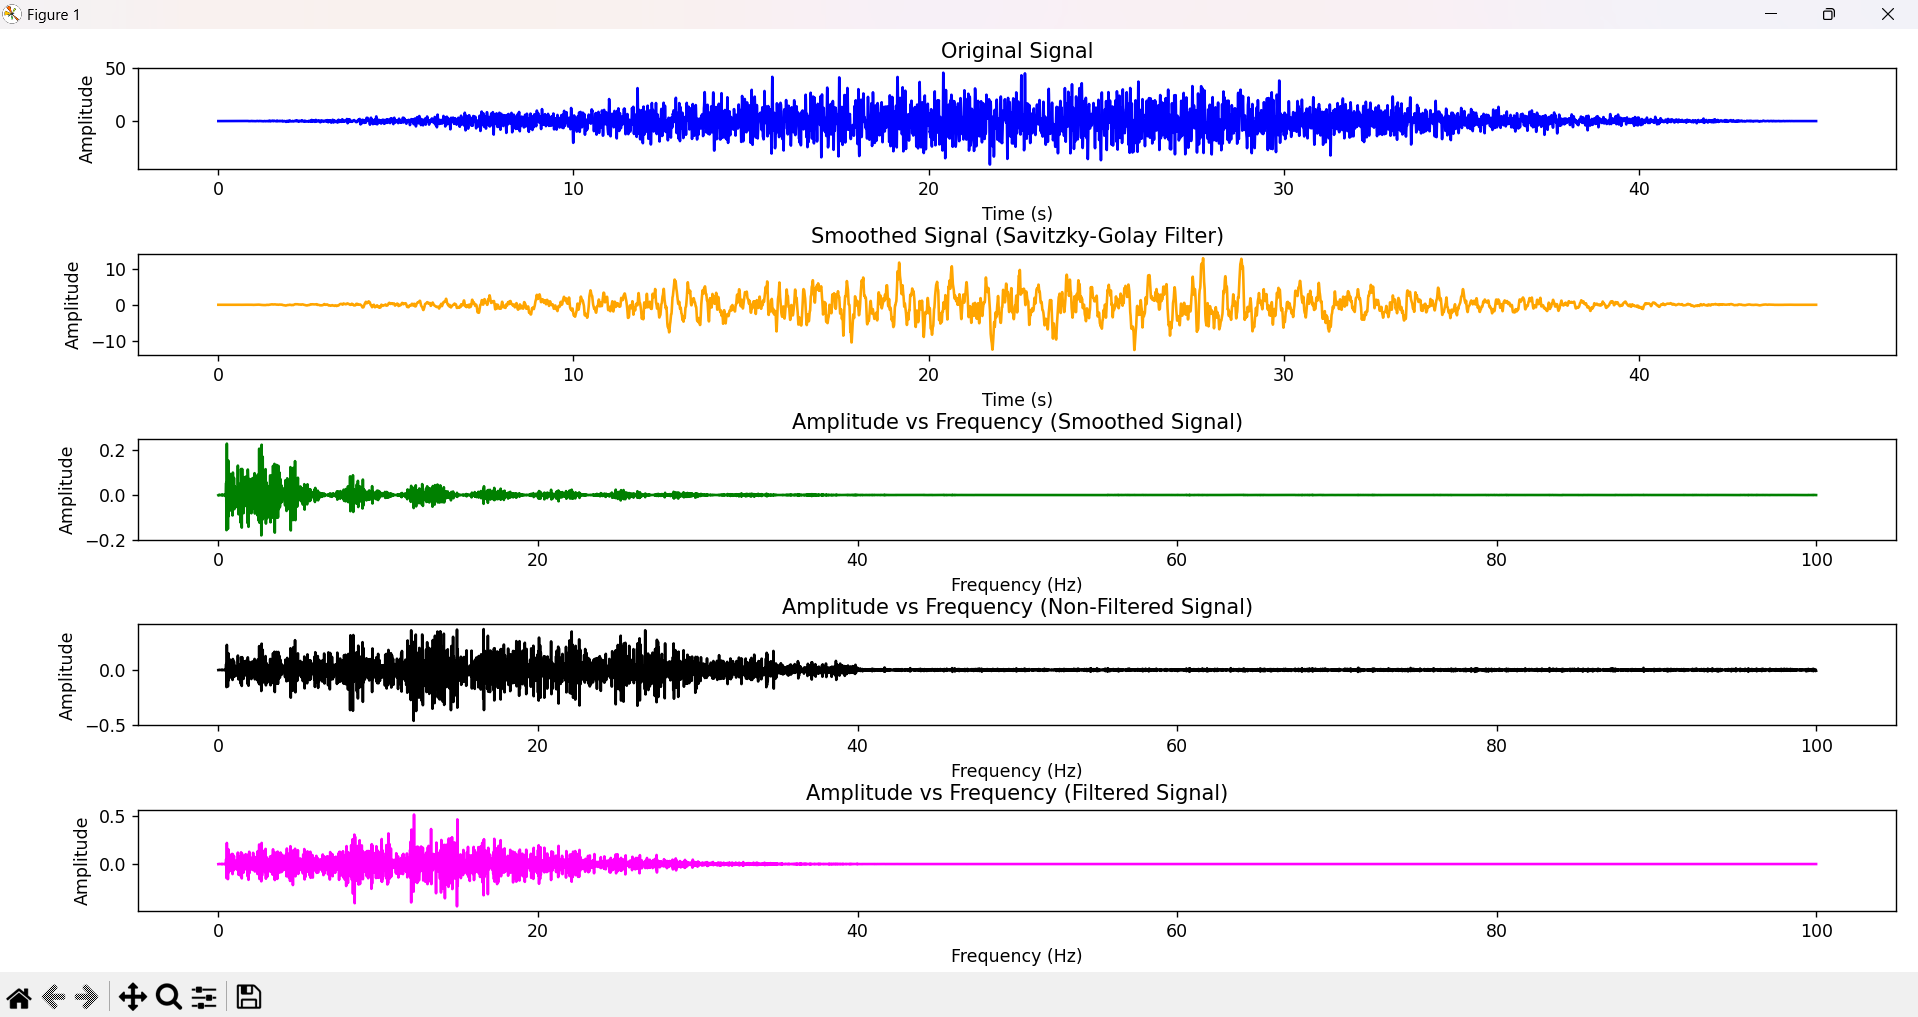 Figure 1
Original Signal
50
0
Amplitude
0 10 20 30 40
Time (s)
Smoothed Signal (Savitzky-Golay Filter)
10
0
−10
Amplitude
0 10 20 30 40
Time (s)
Amplitude vs Frequency (Smoothed Signal)
0.2
0.0
−0.2
Amplitude
0 20 40 60 80 100
Frequency (Hz)
Amplitude vs Frequency (Non-Filtered Signal)
0.0
−0.5
Amplitude
0 20 40 60 80 100
Frequency (Hz)
Amplitude vs Frequency (Filtered Signal)
0.5
0.0
Amplitude
0 20 40 60 80 100
Frequency (Hz)